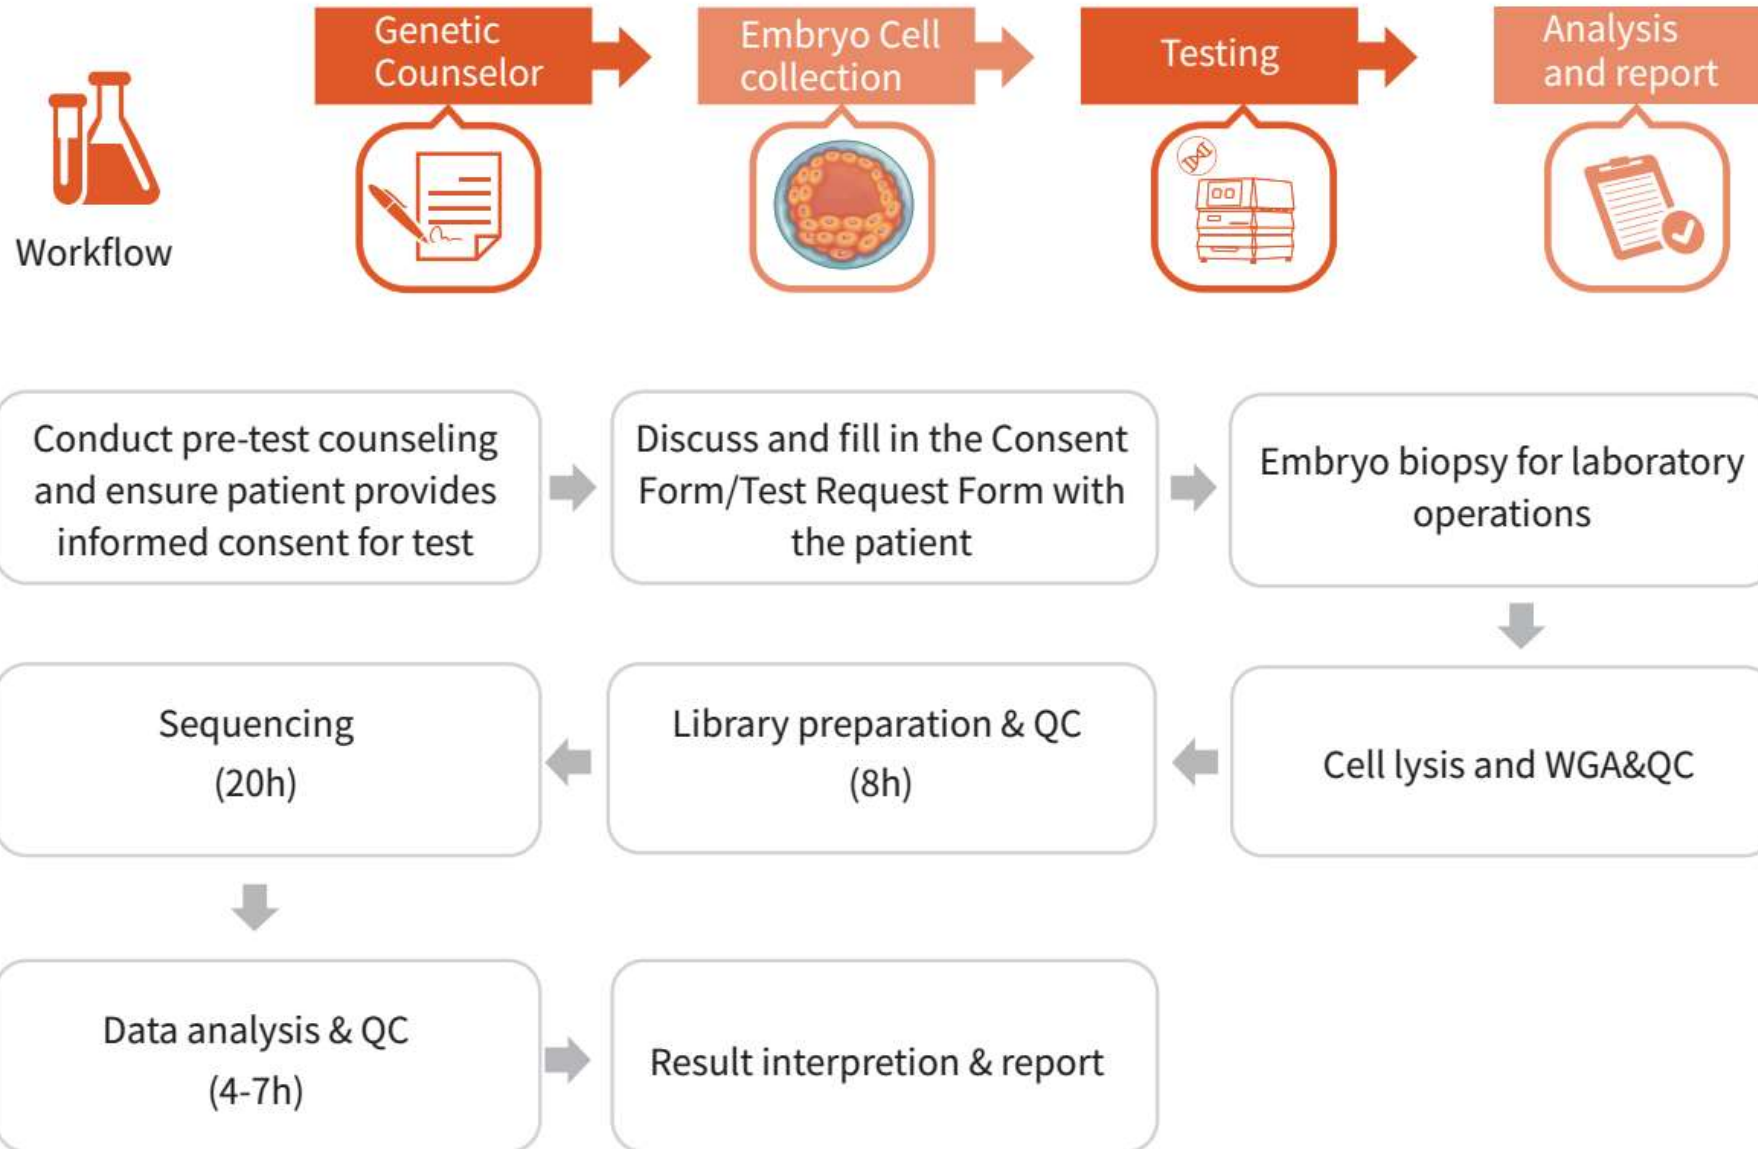 Genetic
Counselor
Embryo Cell
collection
Testing
Analysis
and report
Workflow
Conduct pre-test counseling
and ensure patient provides
informed consent for test
Discuss and fill in the Consent
Form/Test Request Form with
the patient
Embryo biopsy for laboratory
operations
Cell lysis and WGA&QC
Library preparation & QC
(8h)
Sequencing
(20h)
Data analysis & QC
(4-7h)
Result interpretion & report